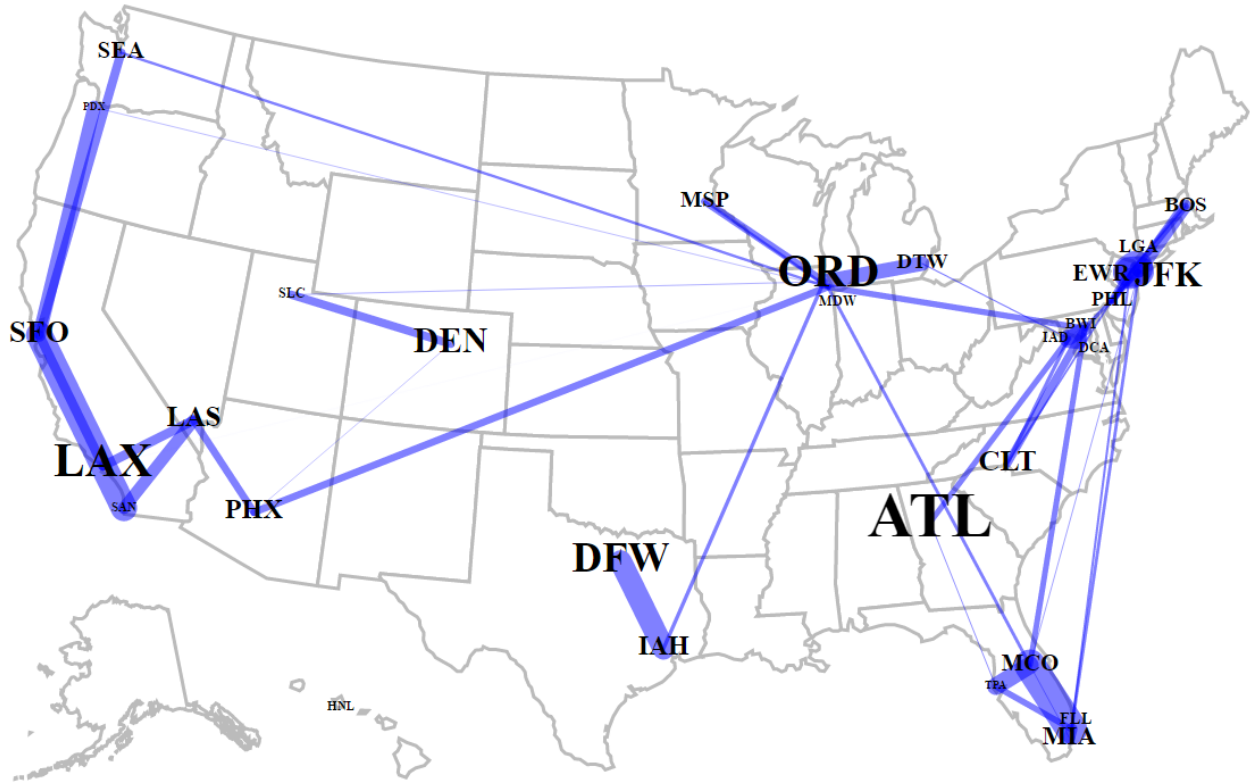 SEA
PDX
MSP
BOS
LGA
ORD
DTW
EWR
JFK
SLC
MDW
PHL
SFO
DEN
BWI
IAD
DCA
LAS
LAX
CLT
SAN
PHX
ATL
DFW
IAH
MCO
TPA
HNL
FLL
MIA